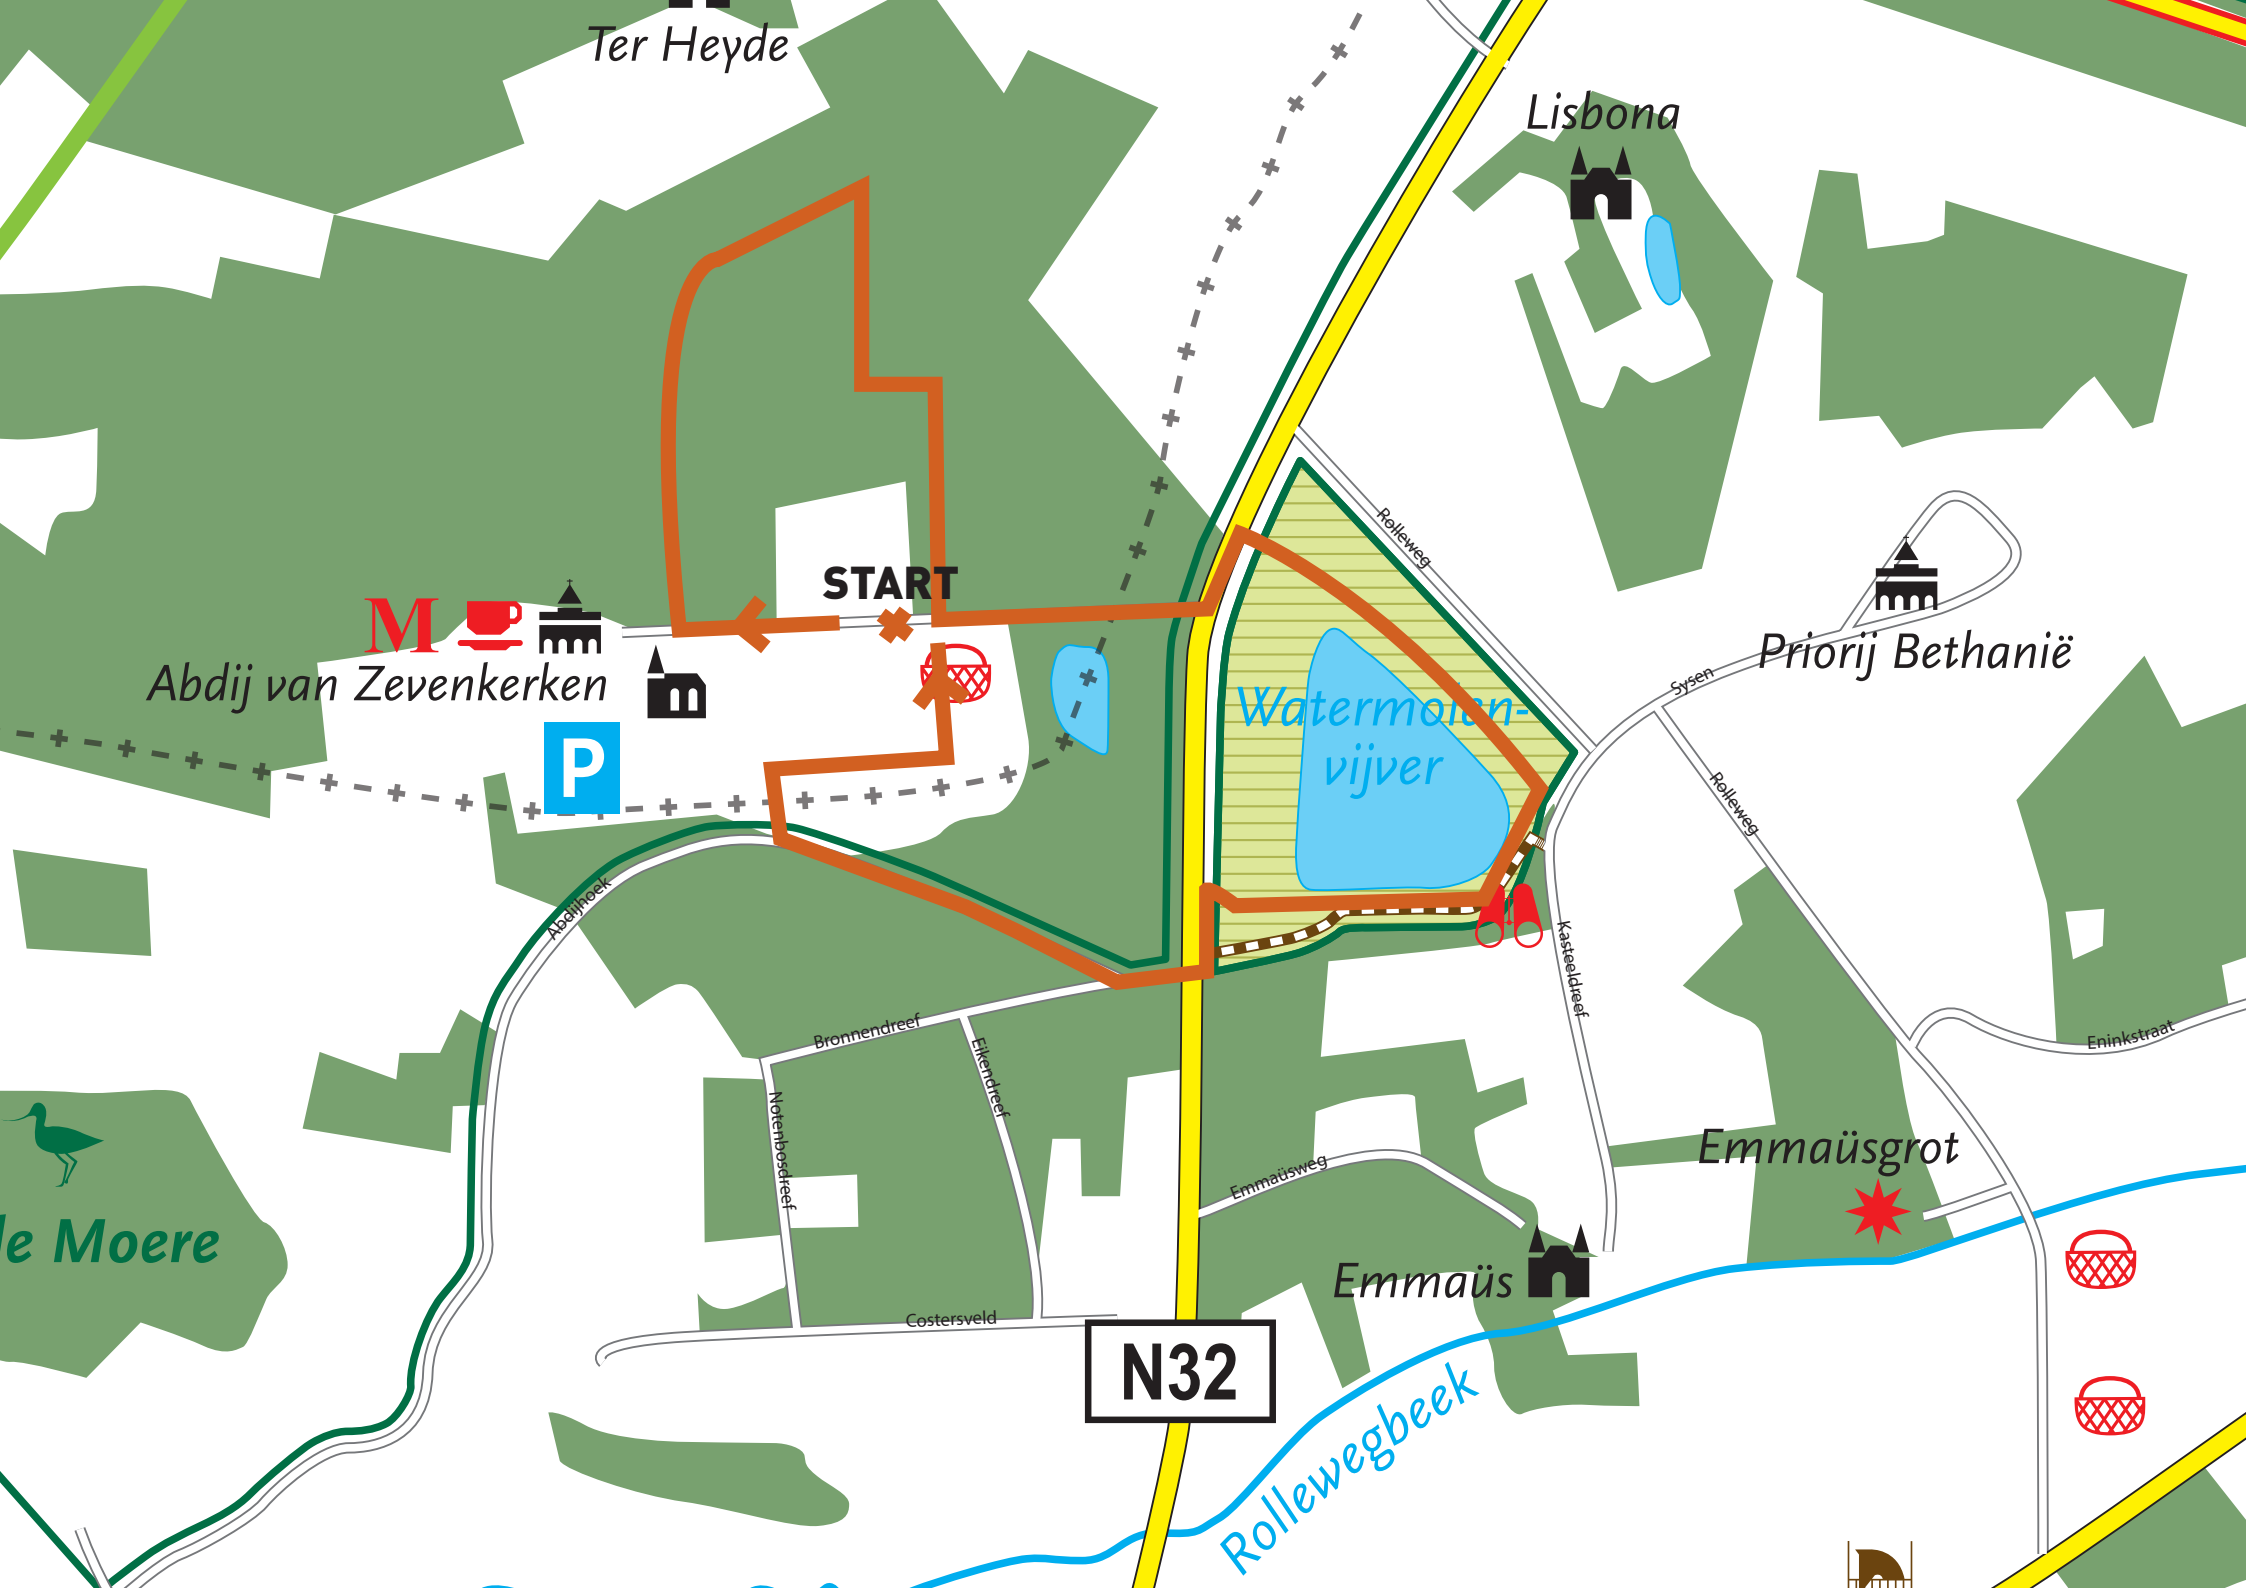 Ter Heyde
Lisbona
Rolleweg
START
M
Abdij van Zevenkerken
P
Watermolen-
vijver
Priorij Bethanië
Sysen
Rolleweg
Abdijhoek
Kasteeldreef
Bronnendreef
Eikendreef
Eninkstraat
Notenbosdreef
Emmaüsweg
Emmaüsgrot
de Moere
Emmaüs
Costersveld
N32
Rollewegbeek